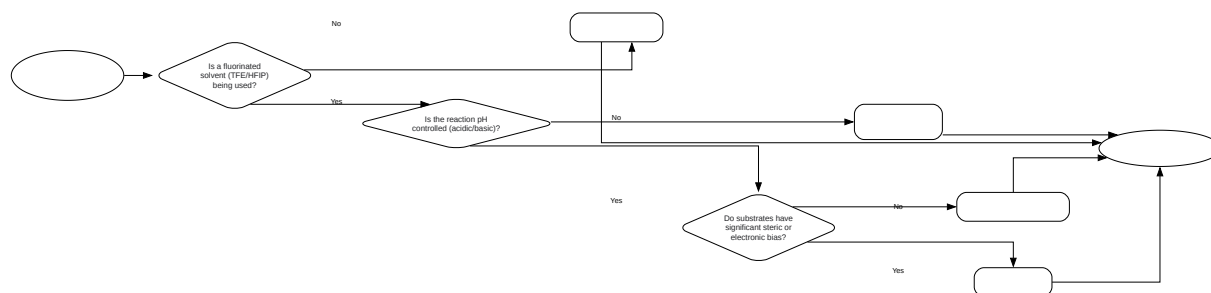 No
Is a fluorinated
solvent (TFE/HFIP)
being used?
Yes
Is the reaction pH
controlled (acidic/basic)?
No
Yes
Do substrates have
significant steric or
electronic bias?
No
Yes